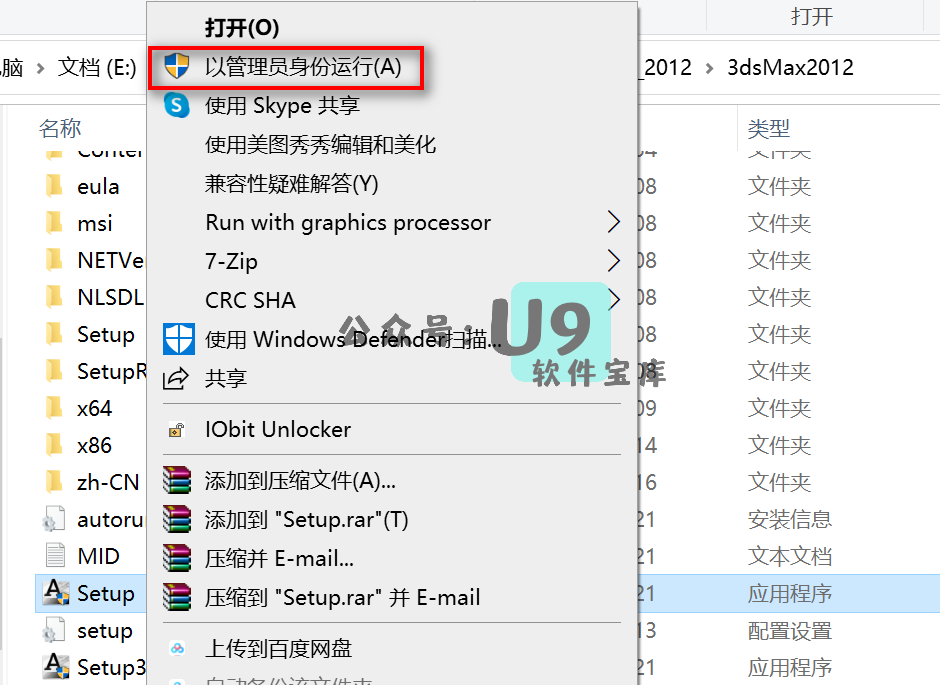 打开
脑 › 文档 (E:) _2012 › 3dsMax2012
名称 类型
文件夹
eula 08 文件夹
msi 08 文件夹
NETVe 08 文件夹
NLSDL 08 文件夹
Setup 08 文件夹
SetupR 08 文件夹
x64 09 文件夹
x86 14 文件夹
zh-CN 16 文件夹
autoru 21 安装信息
MID 21 文本文档
Setup 21 应用程序
setup 13 配置设置
Setup3 21 应用程序
打开(O)
以管理员身份运行(A)
使用 Skype 共享
使用美图秀秀编辑和美化
兼容性疑难解答(Y)
Run with graphics processor
7-Zip
CRC SHA
使用 Windows Defender扫描...
共享
IObit Unlocker
添加到压缩文件(A)...
添加到 "Setup.rar"(T)
压缩并 E-mail...
压缩到 "Setup.rar" 并 E-mail
上传到百度网盘
公众号:U9
软件宝库